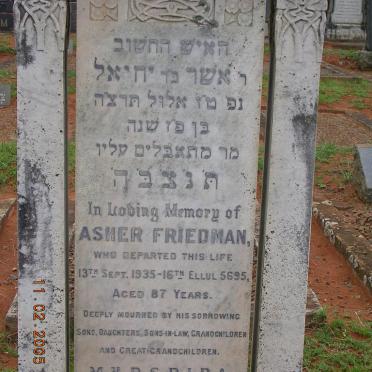 האיש החשוב
ר אשר בר יחיאל
נפ ט"ז אלול תרצ"ה
בן פ"ז שנה
מר מתאבלים עליו
תנצבה
In Loving Memory of
ASHER FRIEDMAN,
WHO DEPARTED THIS LIFE
13TH SEPT. 1935-16TH ELLUL 5695,
AGED 87 YEARS.
DEEPLY MOURNED BY HIS SORROWING
SONS, DAUGHTERS, SONS-IN-LAW, GRANDCHILDREN
AND GREAT-GRANDCHILDREN.
M.H.D.S.R.I.P.A.
11 02 2005